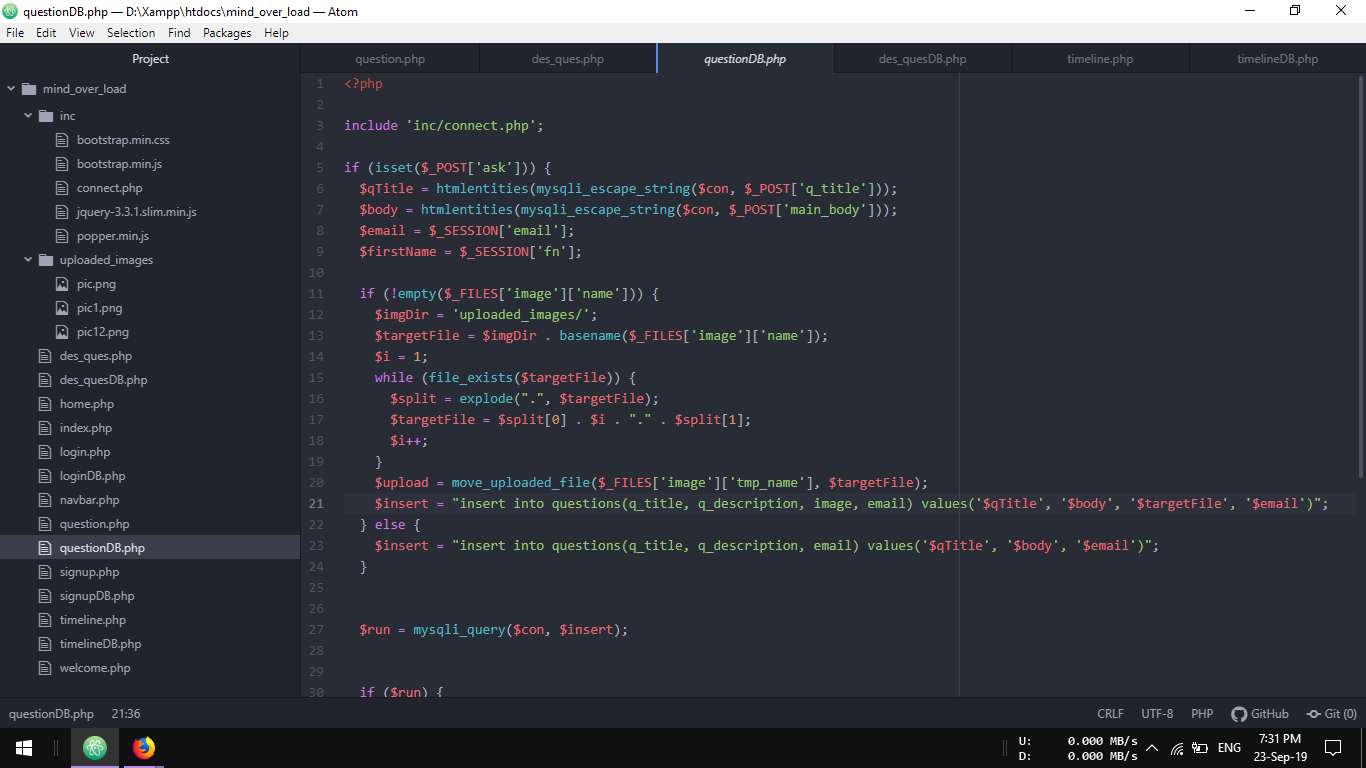 questionDB.php — D:\Xampp\htdocs\mind_over_load — Atom
File Edit View Selection Find Packages Help
Project
mind_over_load
inc
bootstrap.min.css
bootstrap.min.js
connect.php
jquery-3.3.1.slim.min.js
popper.min.js
uploaded_images
pic.png
pic1.png
pic12.png
des_ques.php
des_quesDB.php
home.php
index.php
login.php
loginDB.php
navbar.php
question.php
questionDB.php
signup.php
signupDB.php
timeline.php
timelineDB.php
welcome.php
question.php des_ques.php questionDB.php des_quesDB.php timeline.php timelineDB.php
1 <?php
2
3 include 'inc/connect.php';
4
5 if (isset($_POST['ask'])) {
6 $qTitle = htmlentities(mysqli_escape_string($con, $_POST['q_title']));
7 $body = htmlentities(mysqli_escape_string($con, $_POST['main_body']));
8 $email = $_SESSION['email'];
9 $firstName = $_SESSION['fn'];
10
11 if (!empty($_FILES['image']['name'])) {
12 $imgDir = 'uploaded_images/';
13 $targetFile = $imgDir . basename($_FILES['image']['name']);
14 $i = 1;
15 while (file_exists($targetFile)) {
16 $split = explode(".", $targetFile);
17 $targetFile = $split[0] . $i . "." . $split[1];
18 $i++;
19 }
20 $upload = move_uploaded_file($_FILES['image']['tmp_name'], $targetFile);
21 $insert = "insert into questions(q_title, q_description, image, email) values('$qTitle', '$body', '$targetFile', '$email')";
22 } else {
23 $insert = "insert into questions(q_title, q_description, email) values('$qTitle', '$body', '$email')";
24 }
25
26
27 $run = mysqli_query($con, $insert);
28
29
30 if ($run) {
questionDB.php 21:36 CRLF UTF-8 PHP GitHub Git (0)
U: 0.000 MB/s
D: 0.000 MB/s
ENG
7:31 PM
23-Sep-19